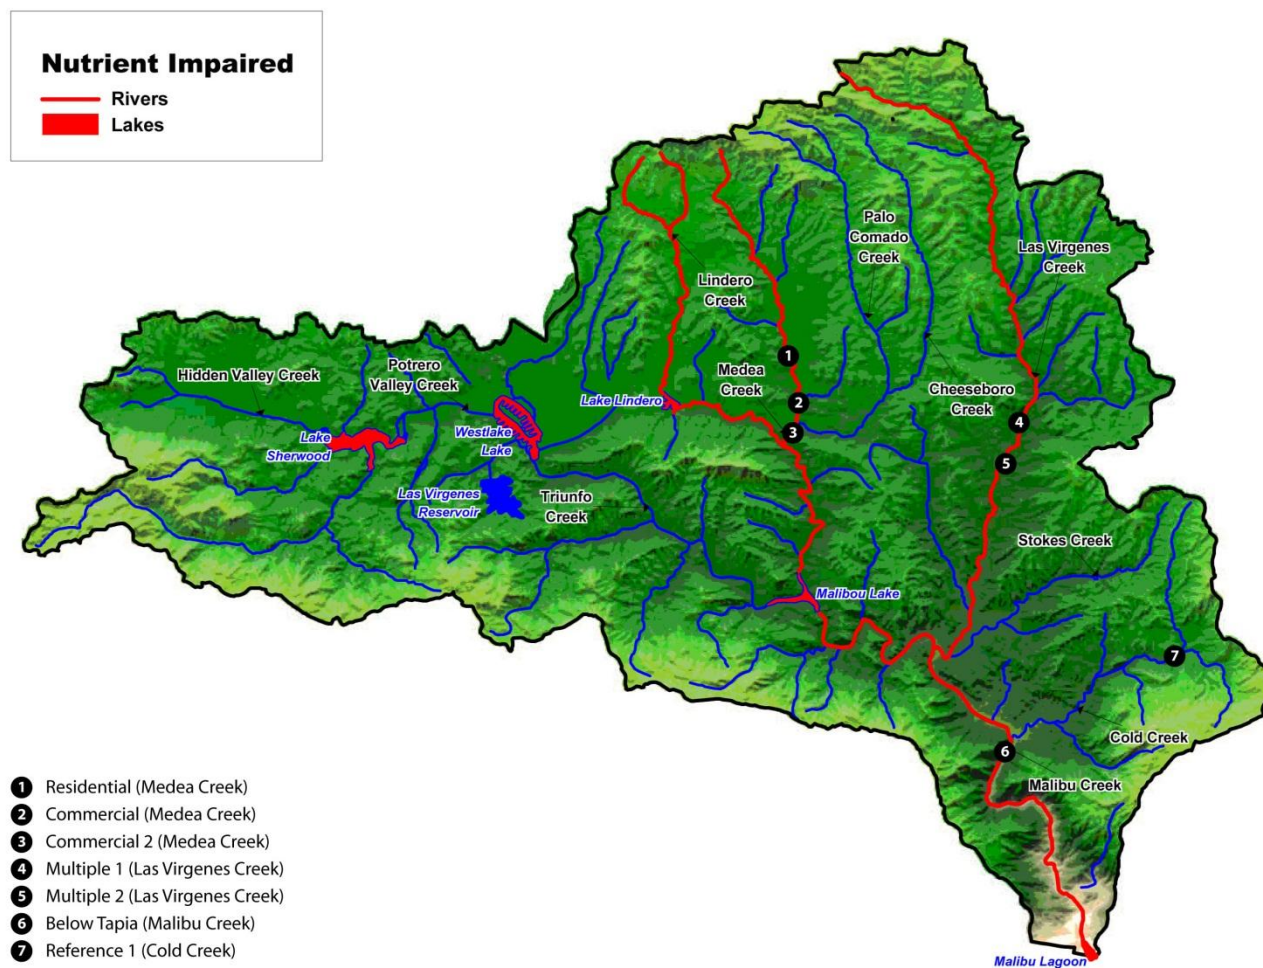 Nutrient Impaired
Rivers
Lakes
Palo
Comado
Creek
Las Virgenes
Creek
Lindero
Creek
Hidden Valley Creek
Potrero
Valley Creek
Medea
Creek
Cheeseboro
Creek
Lake Lindero
Lake
Sherwood
Westlake
Lake
Las Virgenes
Reservoir
Triunfo
Creek
Stokes Creek
Malibou Lake
Cold Creek
Malibu Creek
Malibu Lagoon
1
2
3
4
5
6
7
1 Residential (Medea Creek)
2 Commercial (Medea Creek)
3 Commercial 2 (Medea Creek)
4 Multiple 1 (Las Virgenes Creek)
5 Multiple 2 (Las Virgenes Creek)
6 Below Tapia (Malibu Creek)
7 Reference 1 (Cold Creek)